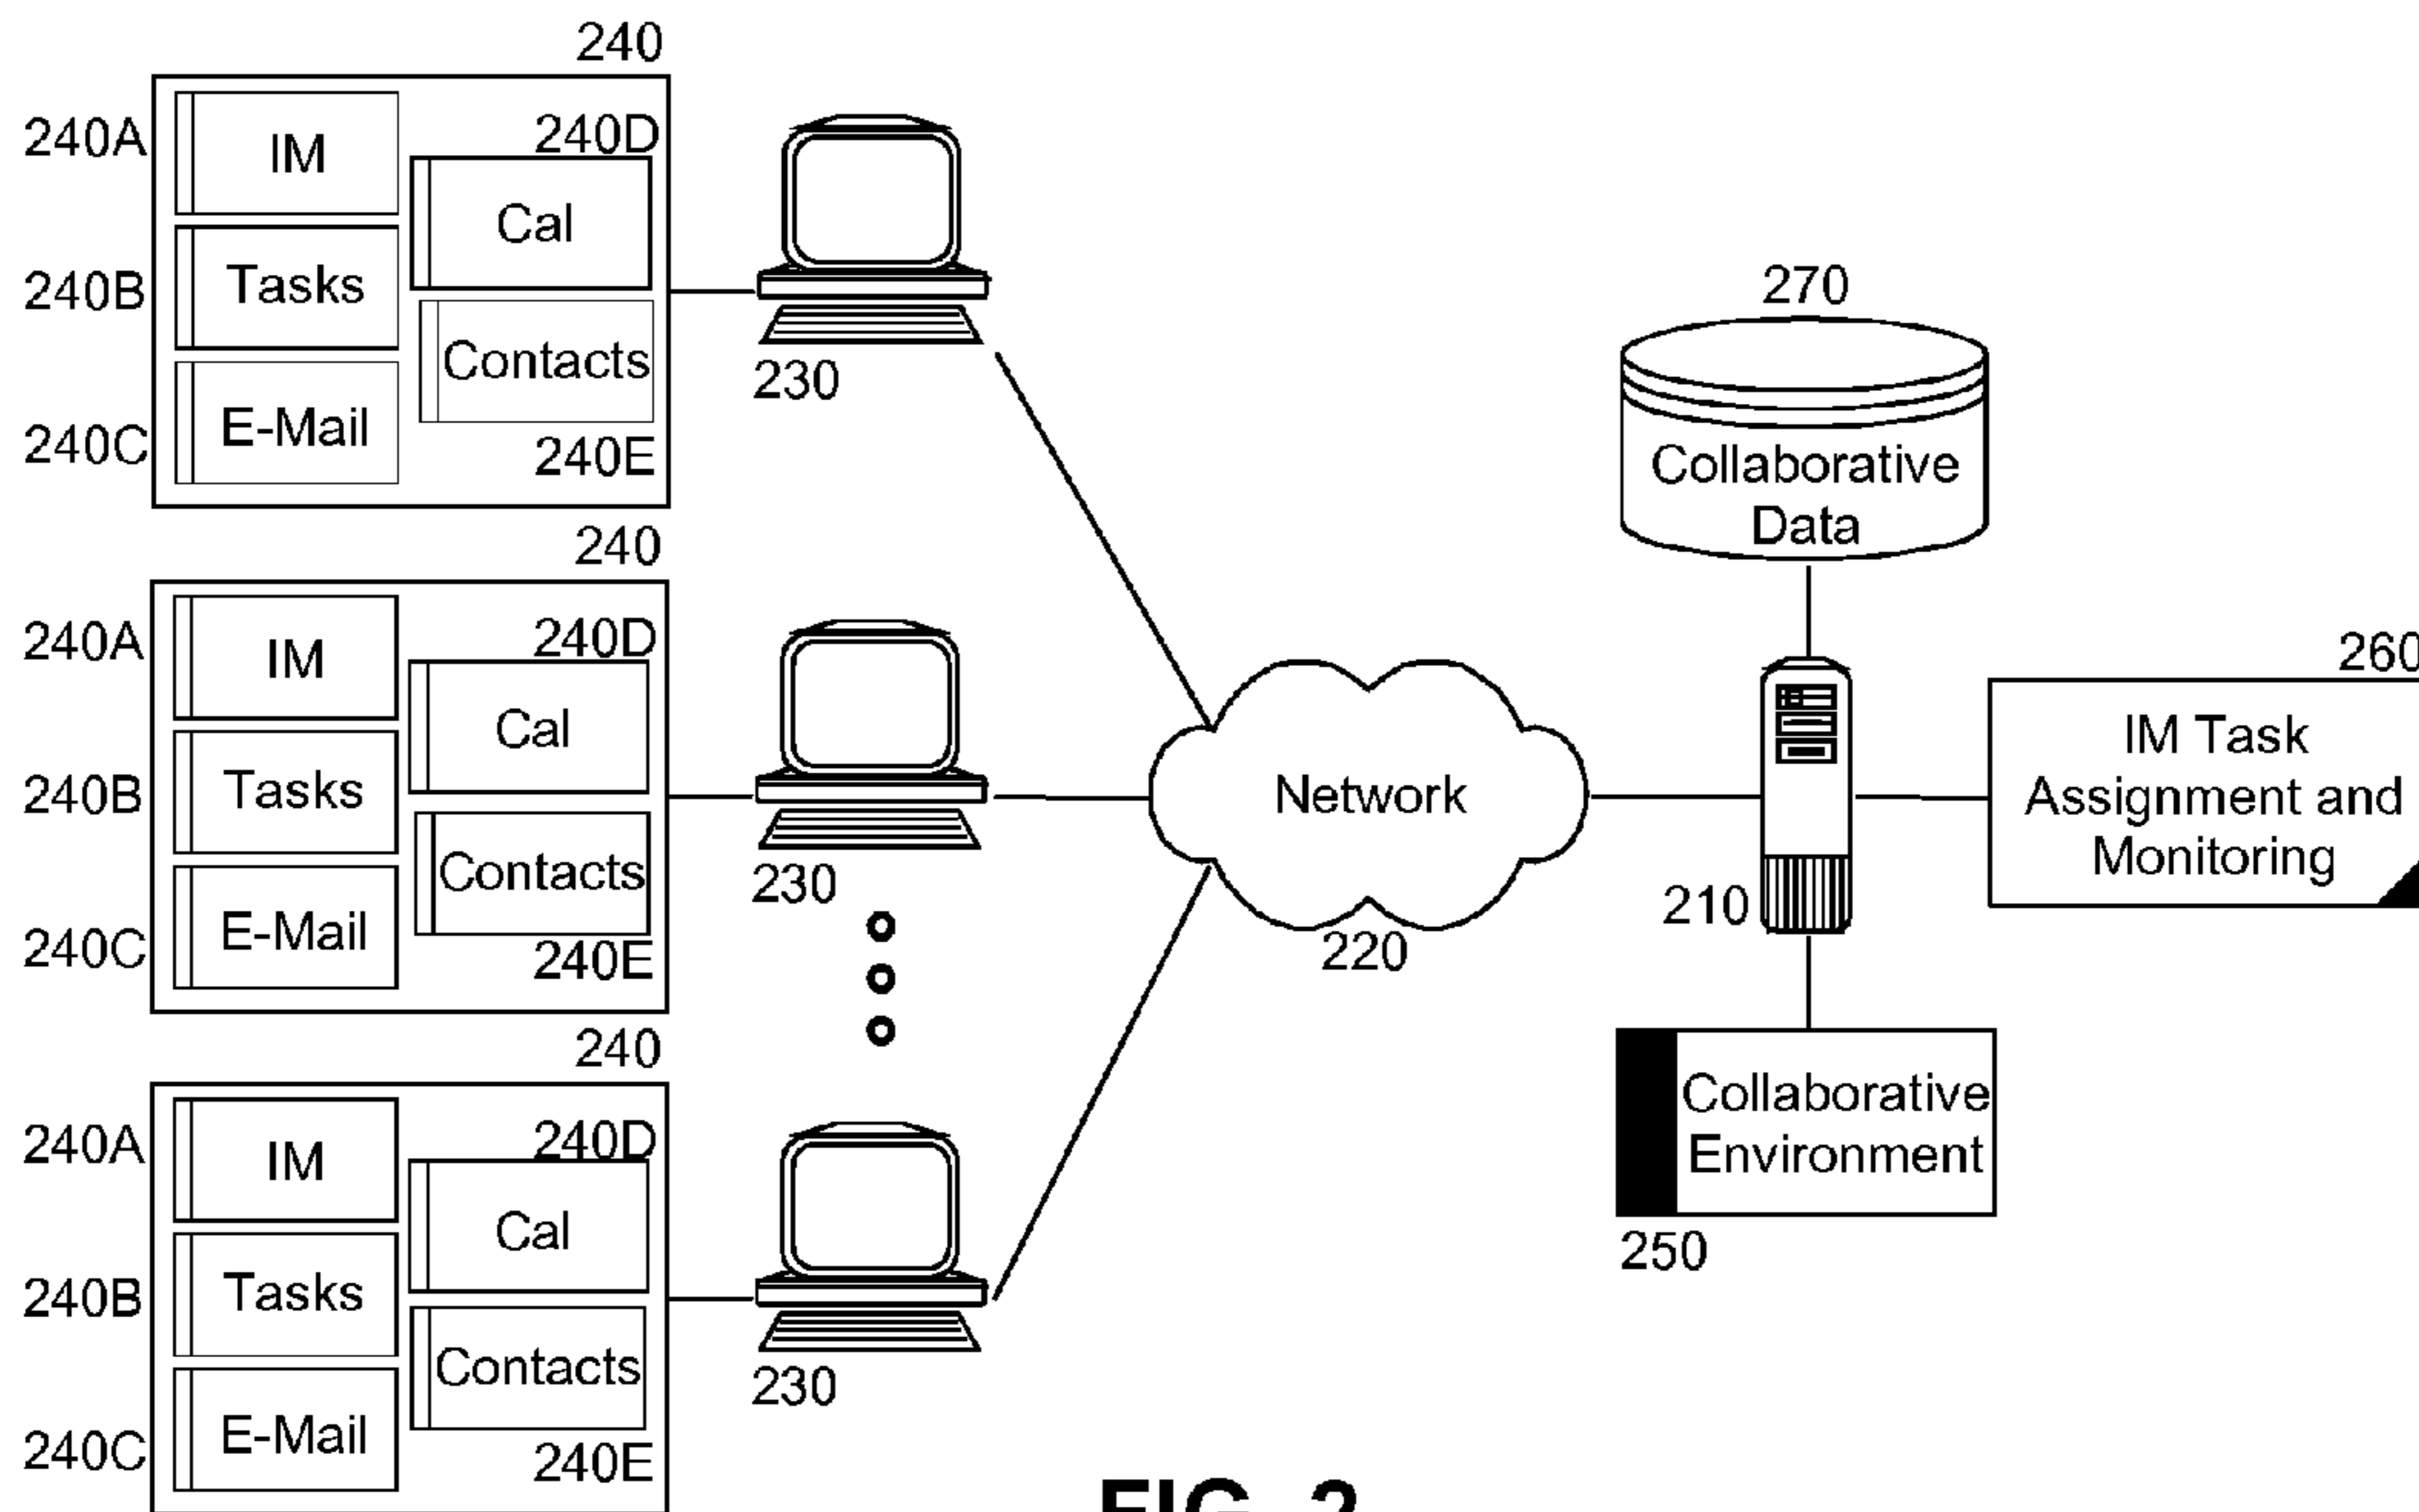 240
240A
IM
240D
Cal
240B
Tasks
Contacts
240C
E-Mail
240E
230
240
240A
IM
240D
Cal
240B
Tasks
Contacts
240C
E-Mail
240E
230
240
240A
IM
240D
Cal
240B
Tasks
Contacts
240C
E-Mail
240E
230
Network
220
270
Collaborative
Data
210
260
IM Task
Assignment and
Monitoring
Collaborative
Environment
250
FIG. 2